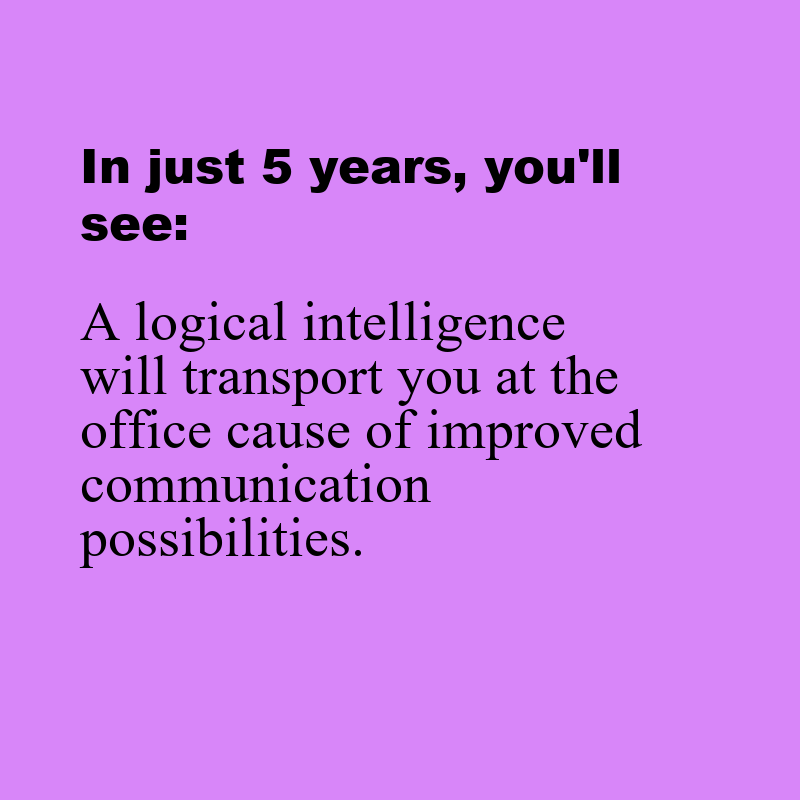 In just 5 years, you'll
see:
A logical intelligence
will transport you at the
office cause of improved
communication
possibilities.